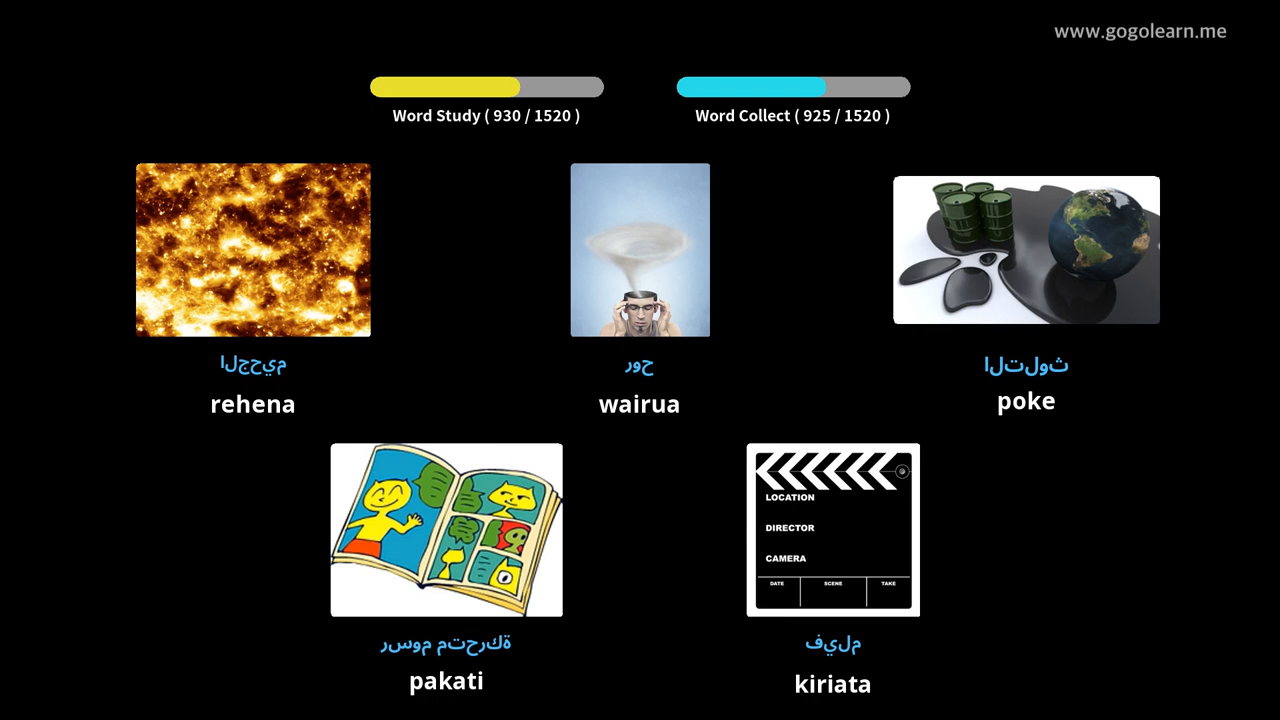 www.gogolearn.me
Word Study ( 930 / 1520 )
Word Collect ( 925 / 1520 )
الجحيم
rehena
روح
wairua
التلوث
poke
رسوم متحركة
pakati
LOCATION
DIRECTOR
CAMERA
DATE SCENE TAKE
فيلم
kiriata